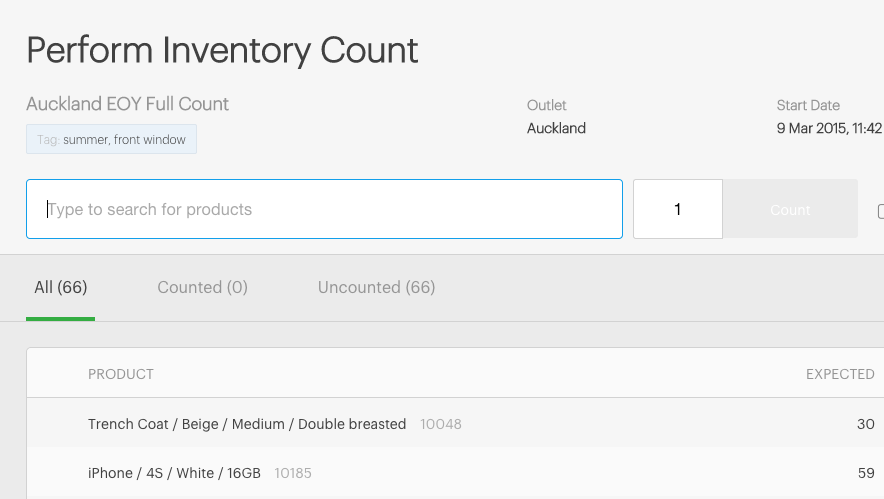 Perform Inventory Count
Auckland EOY Full Count
Tag: summer, front window
Outlet
Auckland
Start Date
9 Mar 2015, 11:42
Type to search for products
1
Count
All (66)
Counted (0)
Uncounted (66)
PRODUCT
EXPECTED
Trench Coat / Beige / Medium / Double breasted 10048
30
iPhone / 4S / White / 16GB 10185
59